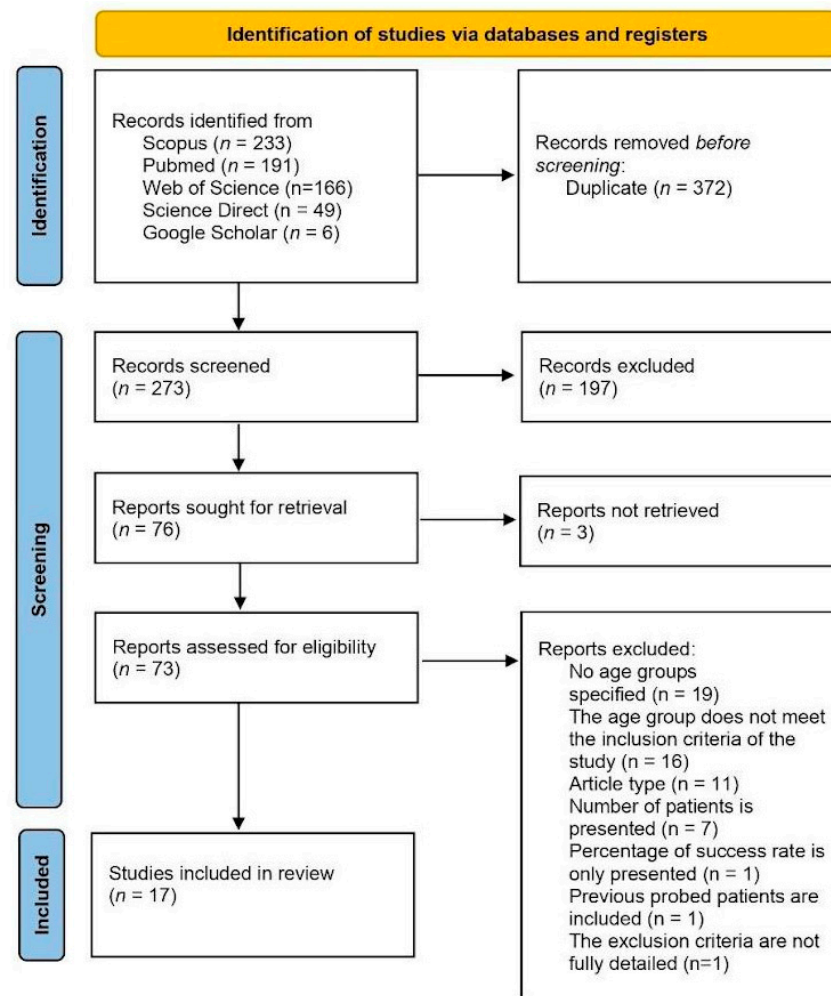 Identification of studies via databases and registers
Identification
Records identified from
Scopus (n = 233)
Pubmed (n = 191)
Web of Science (n=166)
Science Direct (n = 49)
Google Scholar (n = 6)
Records removed before
screening:
Duplicate (n = 372)
Screening
Records screened
(n = 273)
Records excluded
(n = 197)
Reports sought for retrieval
(n = 76)
Reports not retrieved
(n = 3)
Reports assessed for eligibility
(n = 73)
Reports excluded:
No age groups
specified (n = 19)
The age group does not meet
the inclusion criteria of the
study (n = 16)
Article type (n = 11)
Number of patients is
presented (n = 7)
Percentage of success rate is
only presented (n = 1)
Previous probed patients are
included (n = 1)
The exclusion criteria are not
fully detailed (n=1)
Included
Studies included in review
(n = 17)